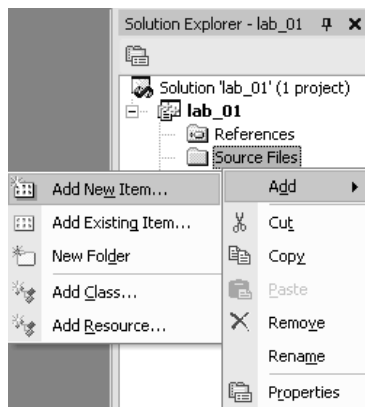 Solution Explorer - lab_01
Solution 'lab_01' (1 project)
lab_01
References
Source Files
Add New Item...
Add Existing Item...
New Folder
Add Class...
Add Resource...
Add
Cut
Copy
Paste
Remove
Rename
Properties